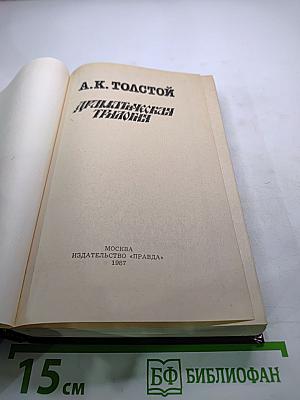 А.К. ТОЛСТОЙ
ДРАМАТИЧЕСКАЯ
ТРИЛОГИЯ
МОСКВА
ИЗДАТЕЛЬСТВО «ПРАВДА»
1987
15 см
БФ БИБЛИОФАН